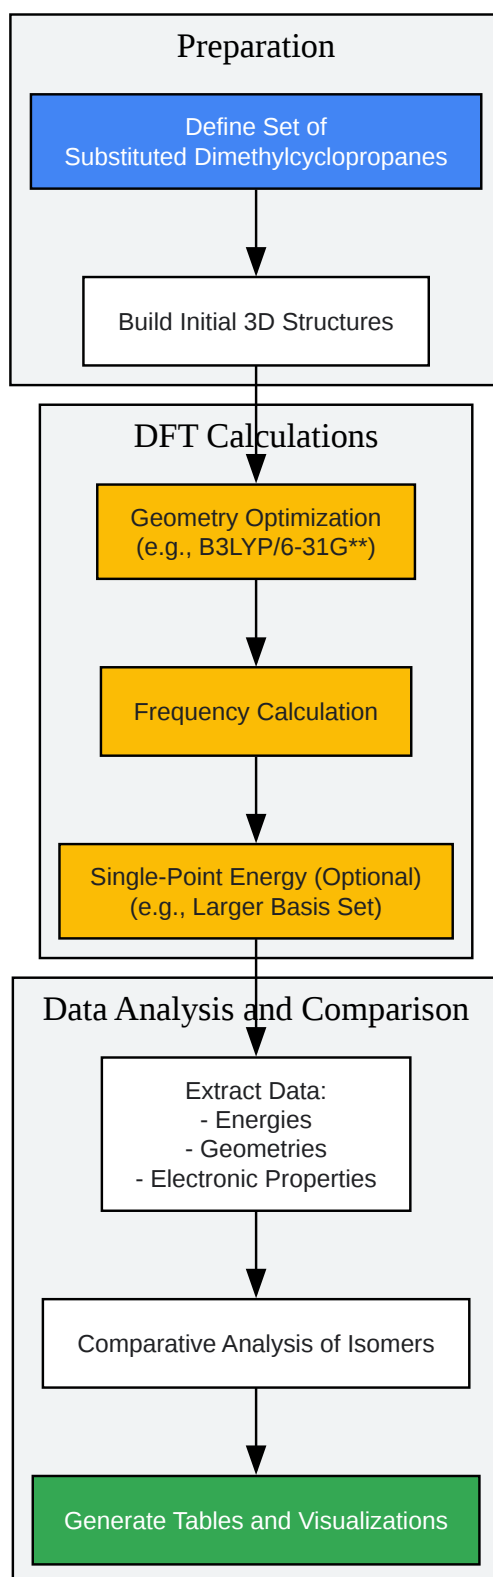 Preparation
Define Set of
Substituted Dimethylcyclopropanes
Build Initial 3D Structures
DFT Calculations
Geometry Optimization
(e.g., B3LYP/6-31G**)
Frequency Calculation
Single-Point Energy (Optional)
(e.g., Larger Basis Set)
Data Analysis and Comparison
Extract Data:
- Energies
- Geometries
- Electronic Properties
Comparative Analysis of Isomers
Generate Tables and Visualizations